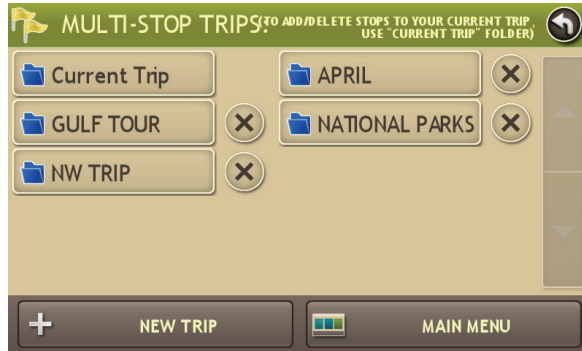 MULTI-STOP TRIPS:(TO ADD/DELETE STOPS TO YOUR CURRENT TRIP,
USE "CURRENT TRIP" FOLDER)
Current Trip
APRIL
GULF TOUR
NATIONAL PARKS
NW TRIP
NEW TRIP
MAIN MENU